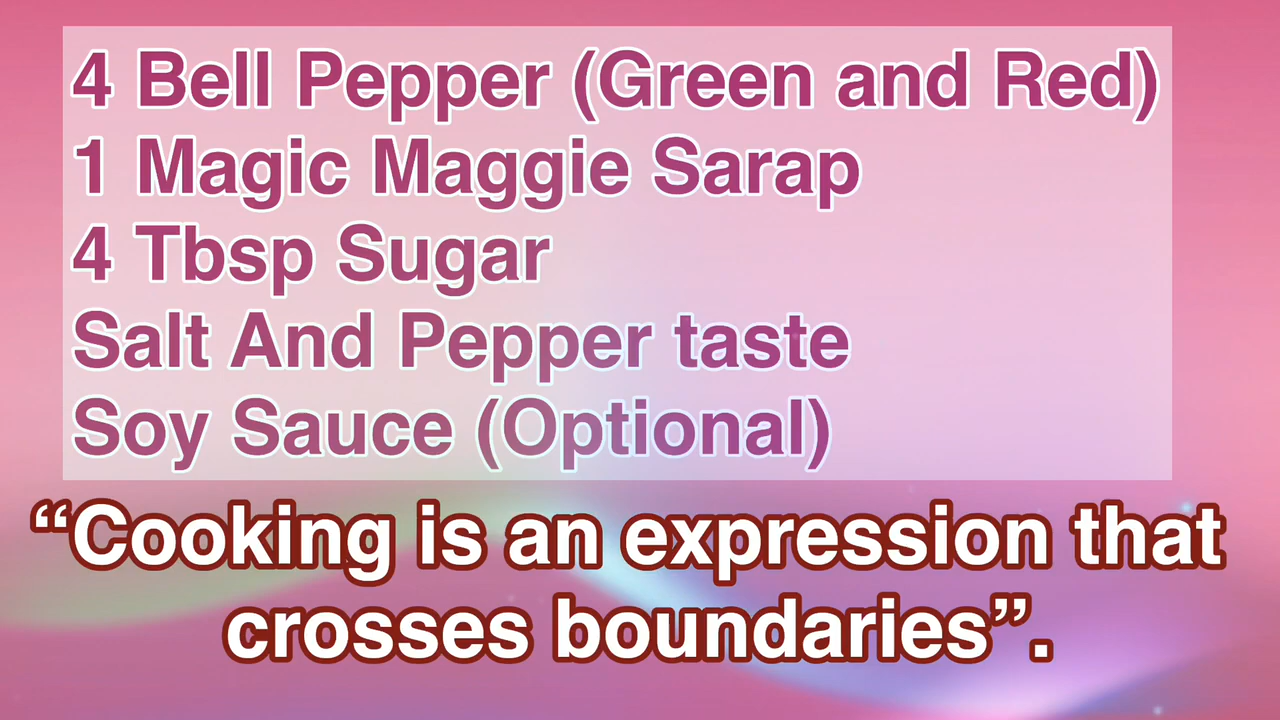 4 Bell Pepper (Green and Red)
1 Magic Maggie Sarap
4 Tbsp Sugar
Salt And Pepper taste
Soy Sauce (Optional)
“Cooking is an expression that
crosses boundaries”.